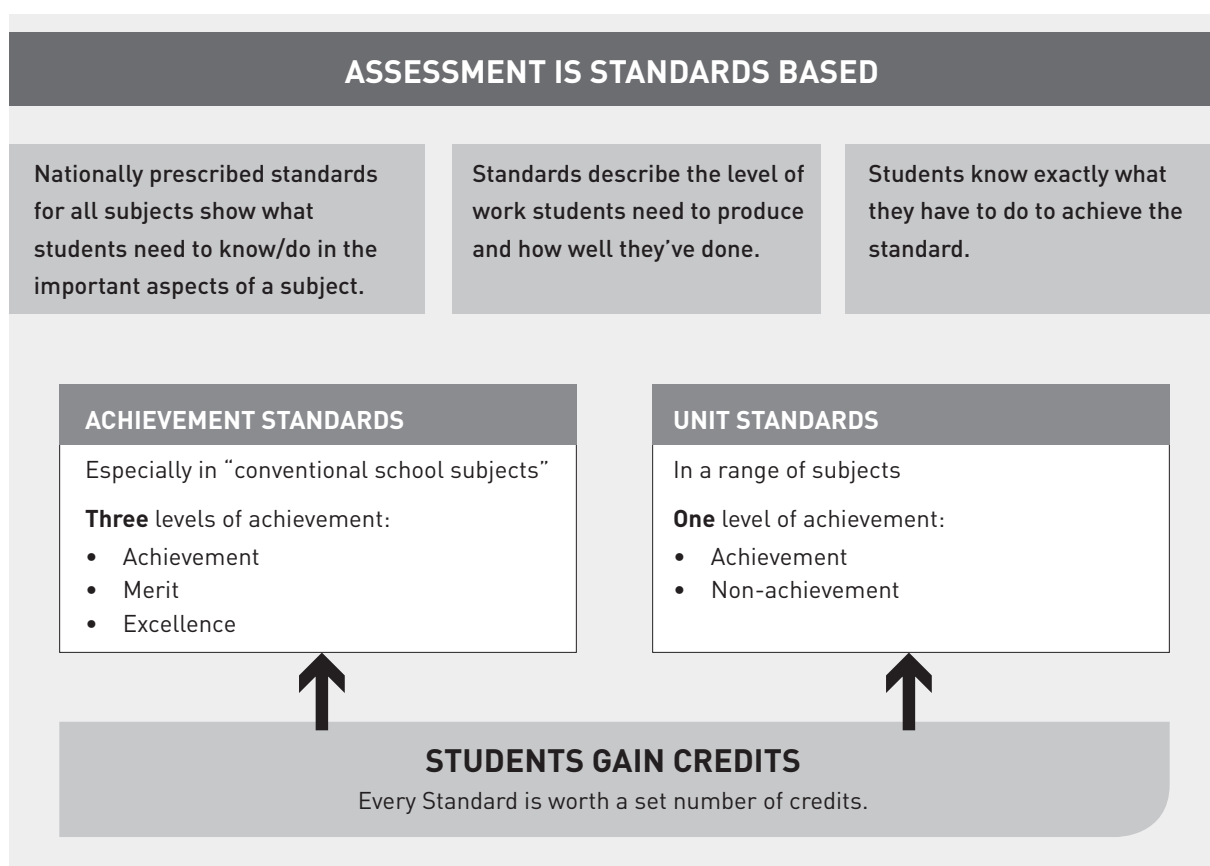 ASSESSMENT IS STANDARDS BASED
Nationally prescribed standards
for all subjects show what
students need to know/do in the
important aspects of a subject.
Standards describe the level of
work students need to produce
and how well they’ve done.
Students know exactly what
they have to do to achieve the
standard.
ACHIEVEMENT STANDARDS
Especially in “conventional school subjects”
Three levels of achievement:
• Achievement
• Merit
• Excellence
UNIT STANDARDS
In a range of subjects
One level of achievement:
• Achievement
• Non-achievement
STUDENTS GAIN CREDITS
Every Standard is worth a set number of credits.